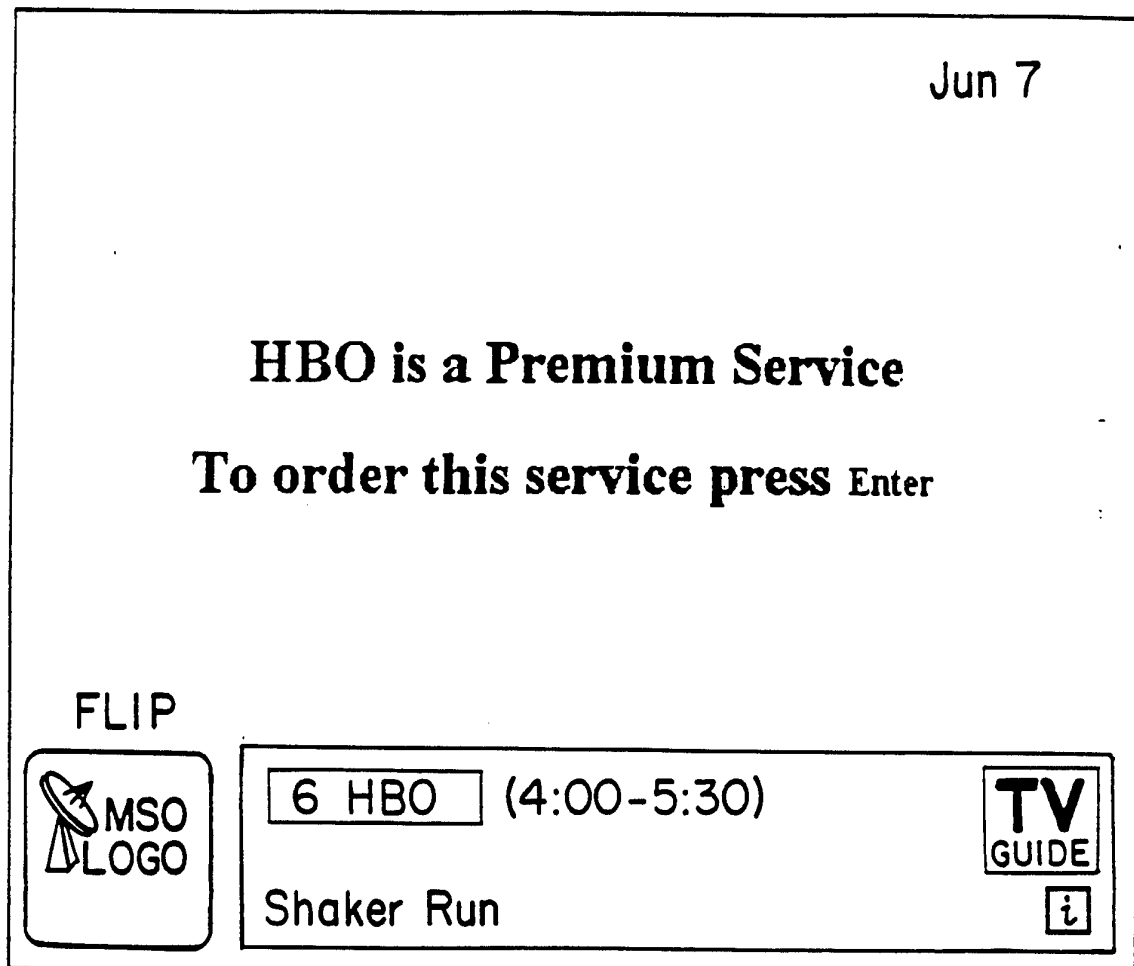 Jun 7
HBO is a Premium Service
To order this service press Enter
FLIP
MSO
LOGO
6 HBO (4:00-5:30)
TV
GUIDE
Shaker Run
i